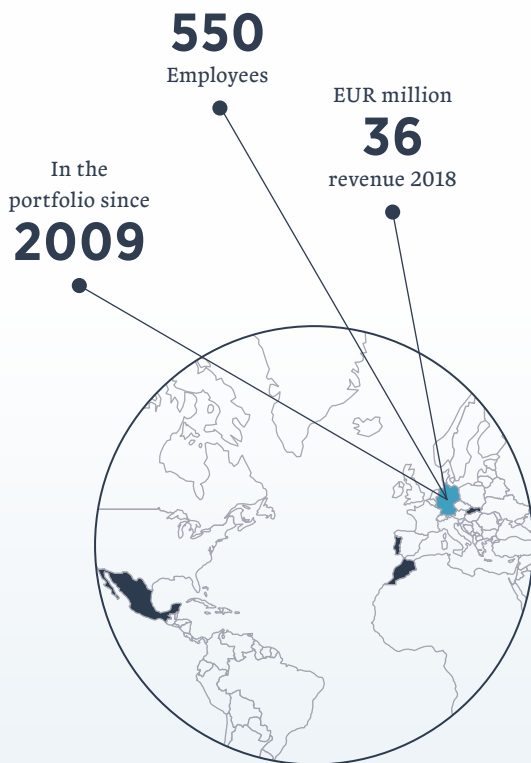 550
Employees
EUR million
36
revenue 2018
In the
portfolio since
2009